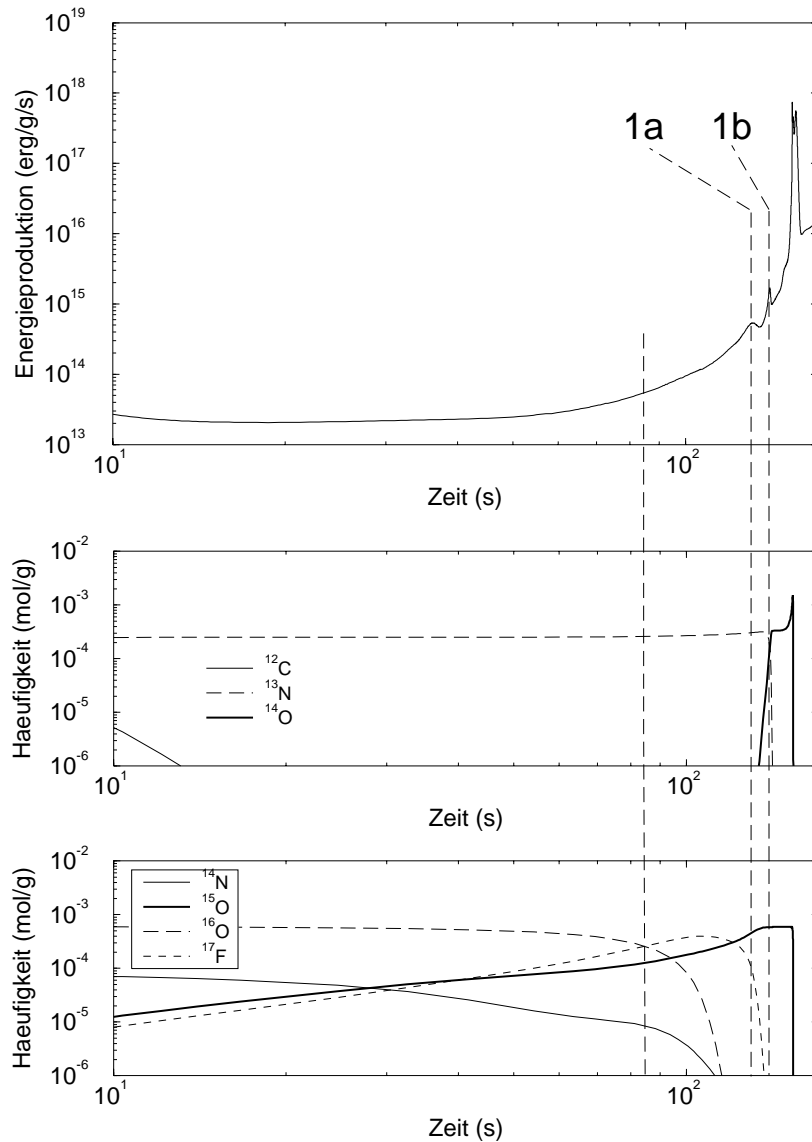 10^19
10^18
10^17
10^16
10^15
10^14
10^13
Energieproduktion (erg/g/s)
1a 1b
10^1 10^2
Zeit (s)
10^-2
10^-3
10^-4
10^-5
10^-6
Haeufigkeit (mol/g)
^12C
^13N
^14O
10^1 10^2
Zeit (s)
10^-2
10^-3
10^-4
10^-5
10^-6
Haeufigkeit (mol/g)
^14N
^15O
^16O
^17F
10^1 10^2
Zeit (s)